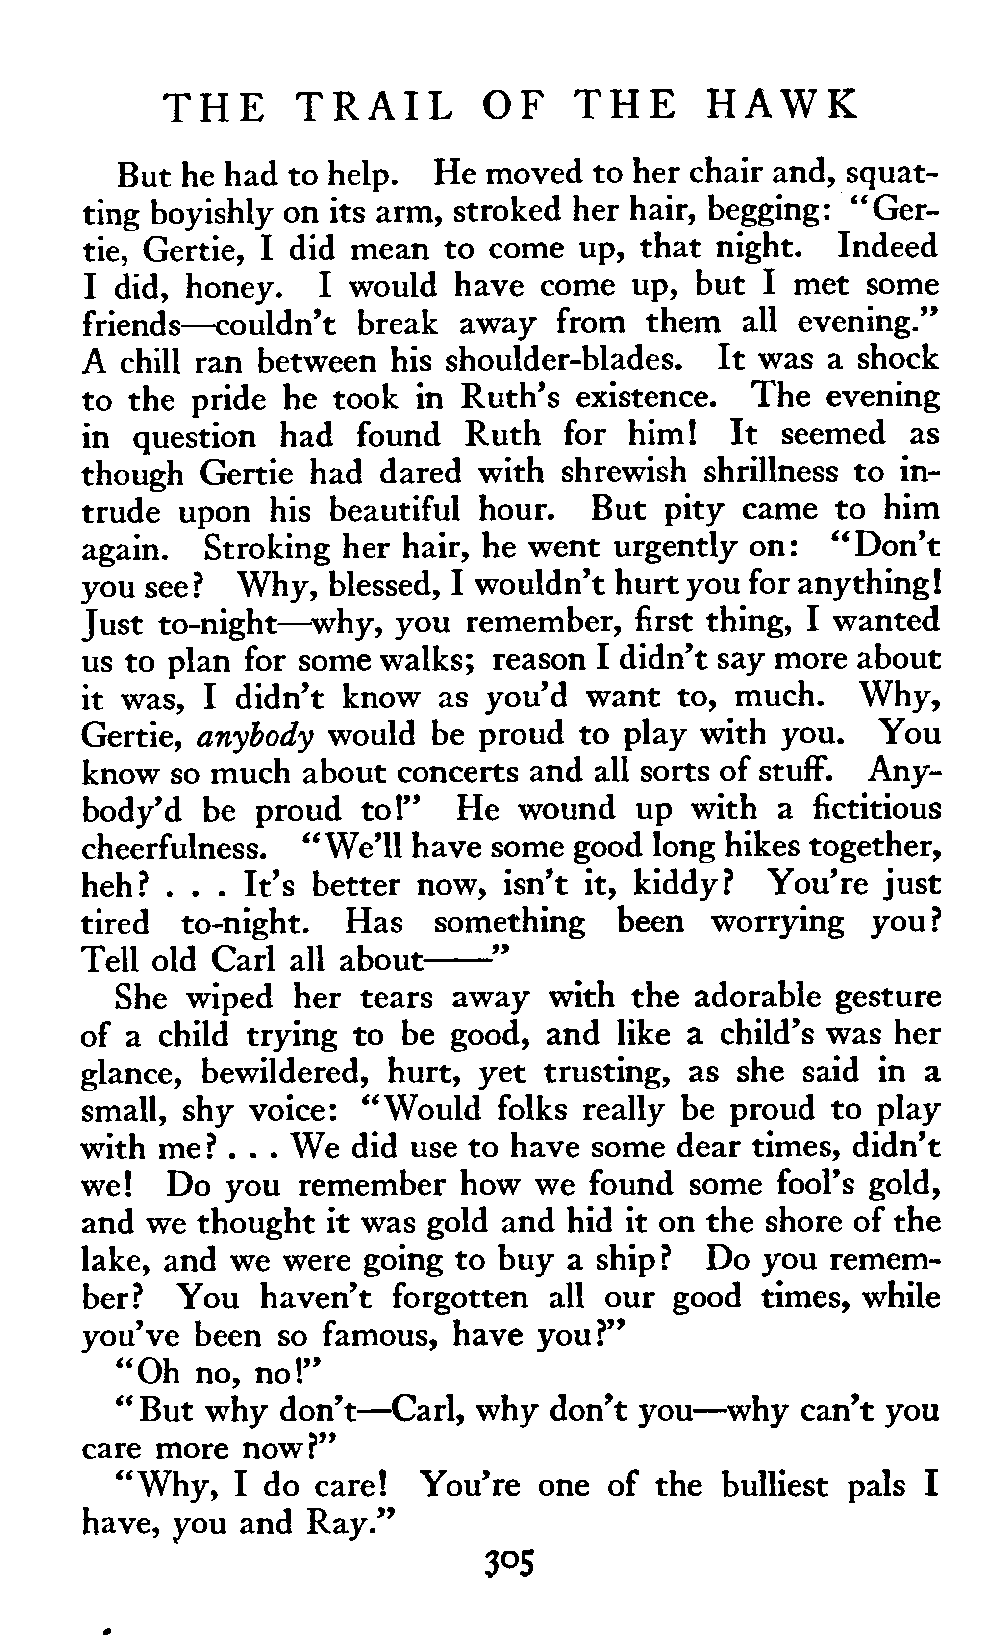 THE TRAIL OF THE HAWK
But he had to help. He moved to her chair and, squat-
ting boyishly on its arm, stroked her hair, begging: "Ger-
tie, Gertie, I did mean to come up, that night. Indeed
I did, honey. I would have come up, but I met some
friends—couldn't break away from them all evening."
A chill ran between his shoulder-blades. It was a shock
to the pride he took in Ruth's existence. The evening
in question had found Ruth for him! It seemed as
though Gertie had dared with shrewish shrillness to in-
trude upon his beautiful hour. But pity came to him
again. Stroking her hair, he went urgently on: "Don't
you see? Why, blessed, I wouldn't hurt you for anything!
Just to-night—why, you remember, first thing, I wanted
us to plan for some walks; reason I didn't say more about
it was, I didn't know as you'd want to, much. Why,
Gertie, anybody would be proud to play with you. You
know so much about concerts and all sorts of stuff. Any-
body'd be proud to!" He wound up with a fictitious
cheerfulness. "We'll have some good long hikes together,
heh? . . . It's better now, isn't it, kiddy? You're just
tired to-night. Has something been worrying you?
Tell old Carl all about——"
She wiped her tears away with the adorable gesture
of a child trying to be good, and like a child's was her
glance, bewildered, hurt, yet trusting, as she said in a
small, shy voice: "Would folks really be proud to play
with me? . . . We did use to have some dear times, didn't
we! Do you remember how we found some fool's gold,
and we thought it was gold and hid it on the shore of the
lake, and we were going to buy a ship? Do you remem-
ber? You haven't forgotten all our good times, while
you've been so famous, have you?"
"Oh no, no!"
"But why don't—Carl, why don't you—why can't you
care more now?"
"Why, I do care! You're one of the bulliest pals I
have, you and Ray."
305